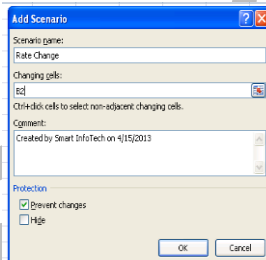 Add Scenario
Scenario name:
Rate Change
Changing cells:
B2
Ctrl+click cells to select non-adjacent changing cells.
Comment:
Created by Smart InfoTech on 4/15/2013
Protection
Prevent changes
Hide
OK
Cancel